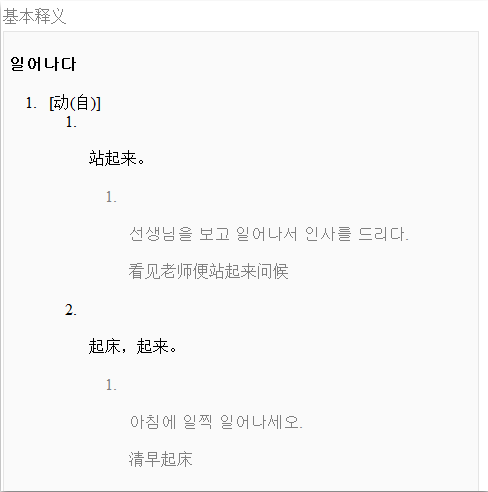 基本释义
일어나다
1. [动(自)]
1.
站起来。
1.
선생님을 보고 일어나서 인사를 드리다.
看见老师便站起来问候
2.
起床，起来。
1.
아침에 일찍 일어나세오.
清早起床